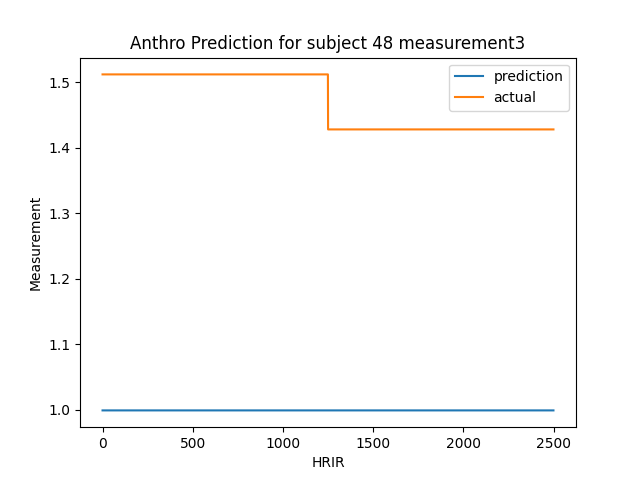 Anthro Prediction for subject 48 measurement3
prediction
actual
1.5
1.4
1.3
1.2
1.1
1.0
Measurement
0 500 1000 1500 2000 2500
HRIR